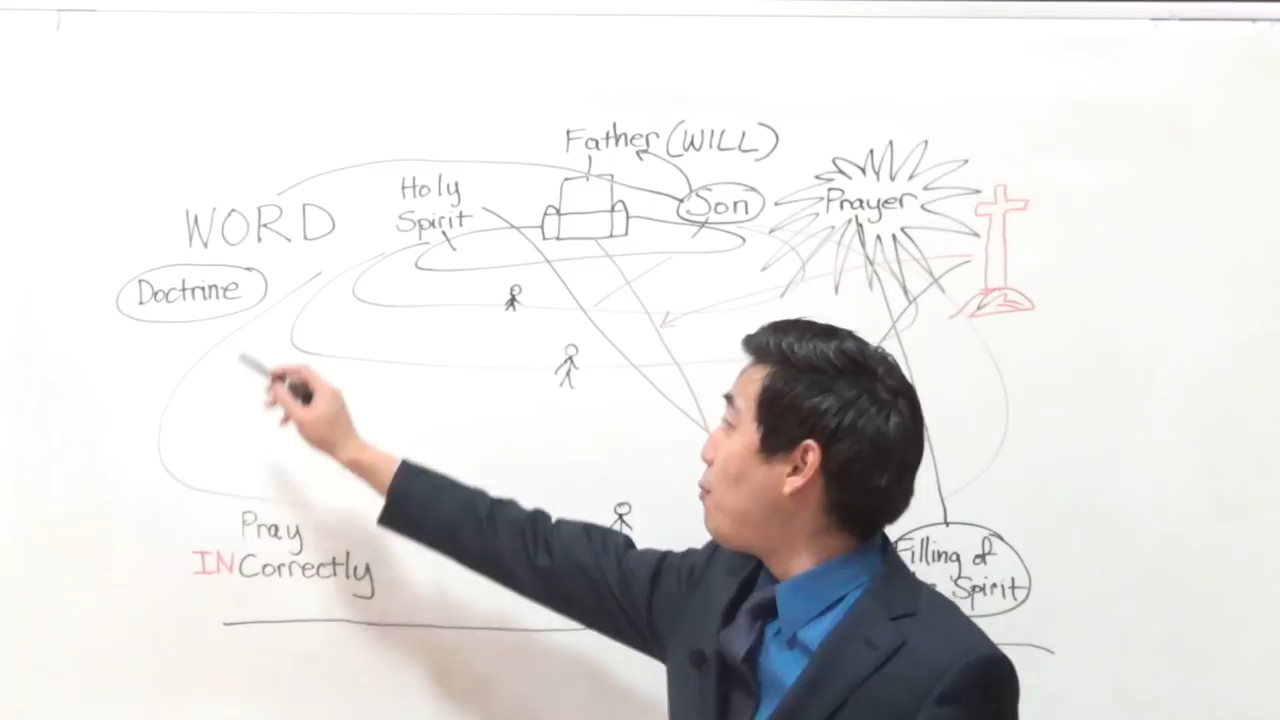 Father (WILL)
Holy
Spirit
Son
Prayer
WORD
Doctrine
Pray
INCorrectly
Filling of
Spirit